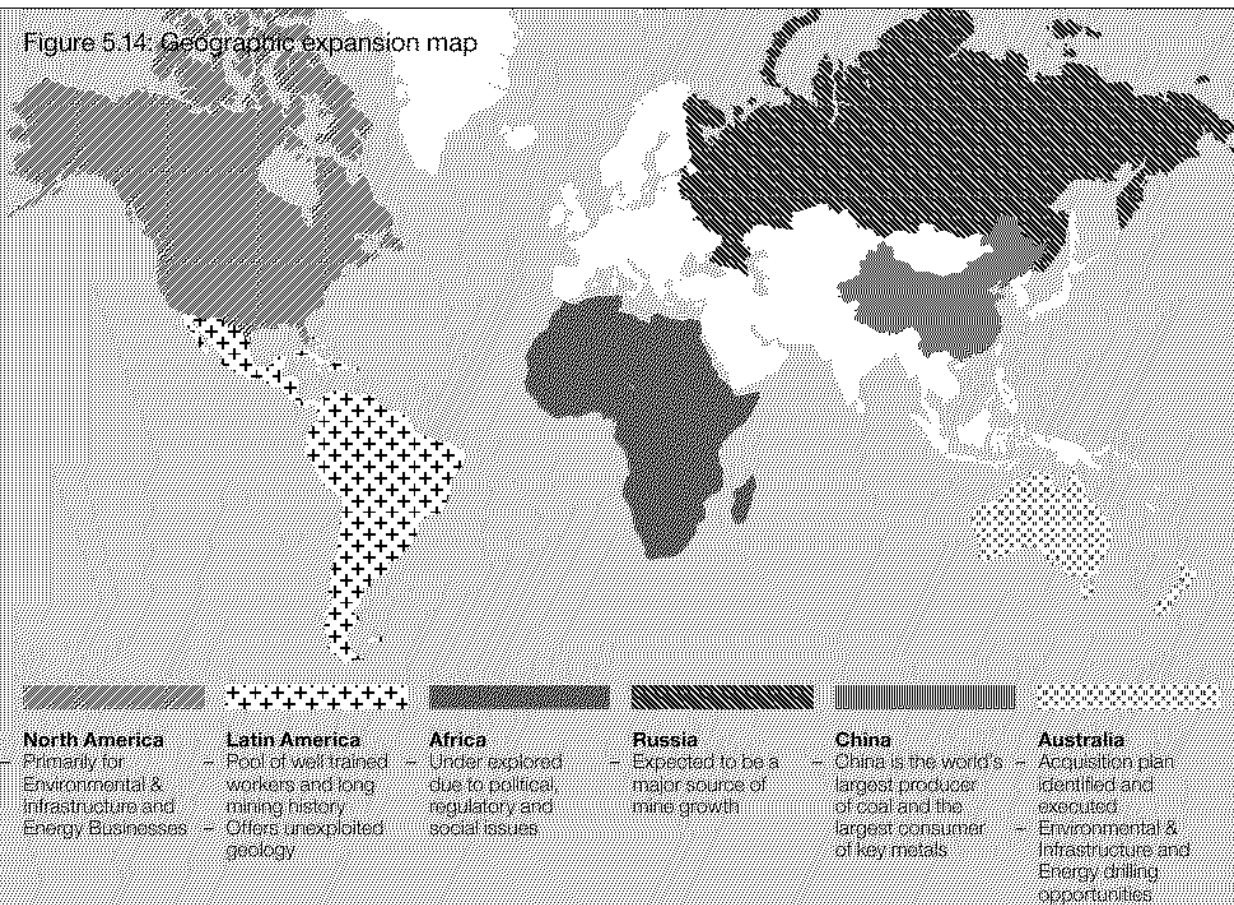 Figure 5.14: Geographic expansion map
North America
– Primarily for
Environmental &
Infrastructure and
Energy Businesses
Latin America
– Pool of well trained
workers and long
mining history
– Offers unexploited
geology
Africa
– Under explored
due to political,
regulatory and
social issues
Russia
– Expected to be a
major source of
mine growth
China
– China is the world's
largest producer
of coal and the
largest consumer
of key metals
Australia
– Acquisition plan
identified and
executed
– Environmental &
Infrastructure and
Energy drilling
opportunities